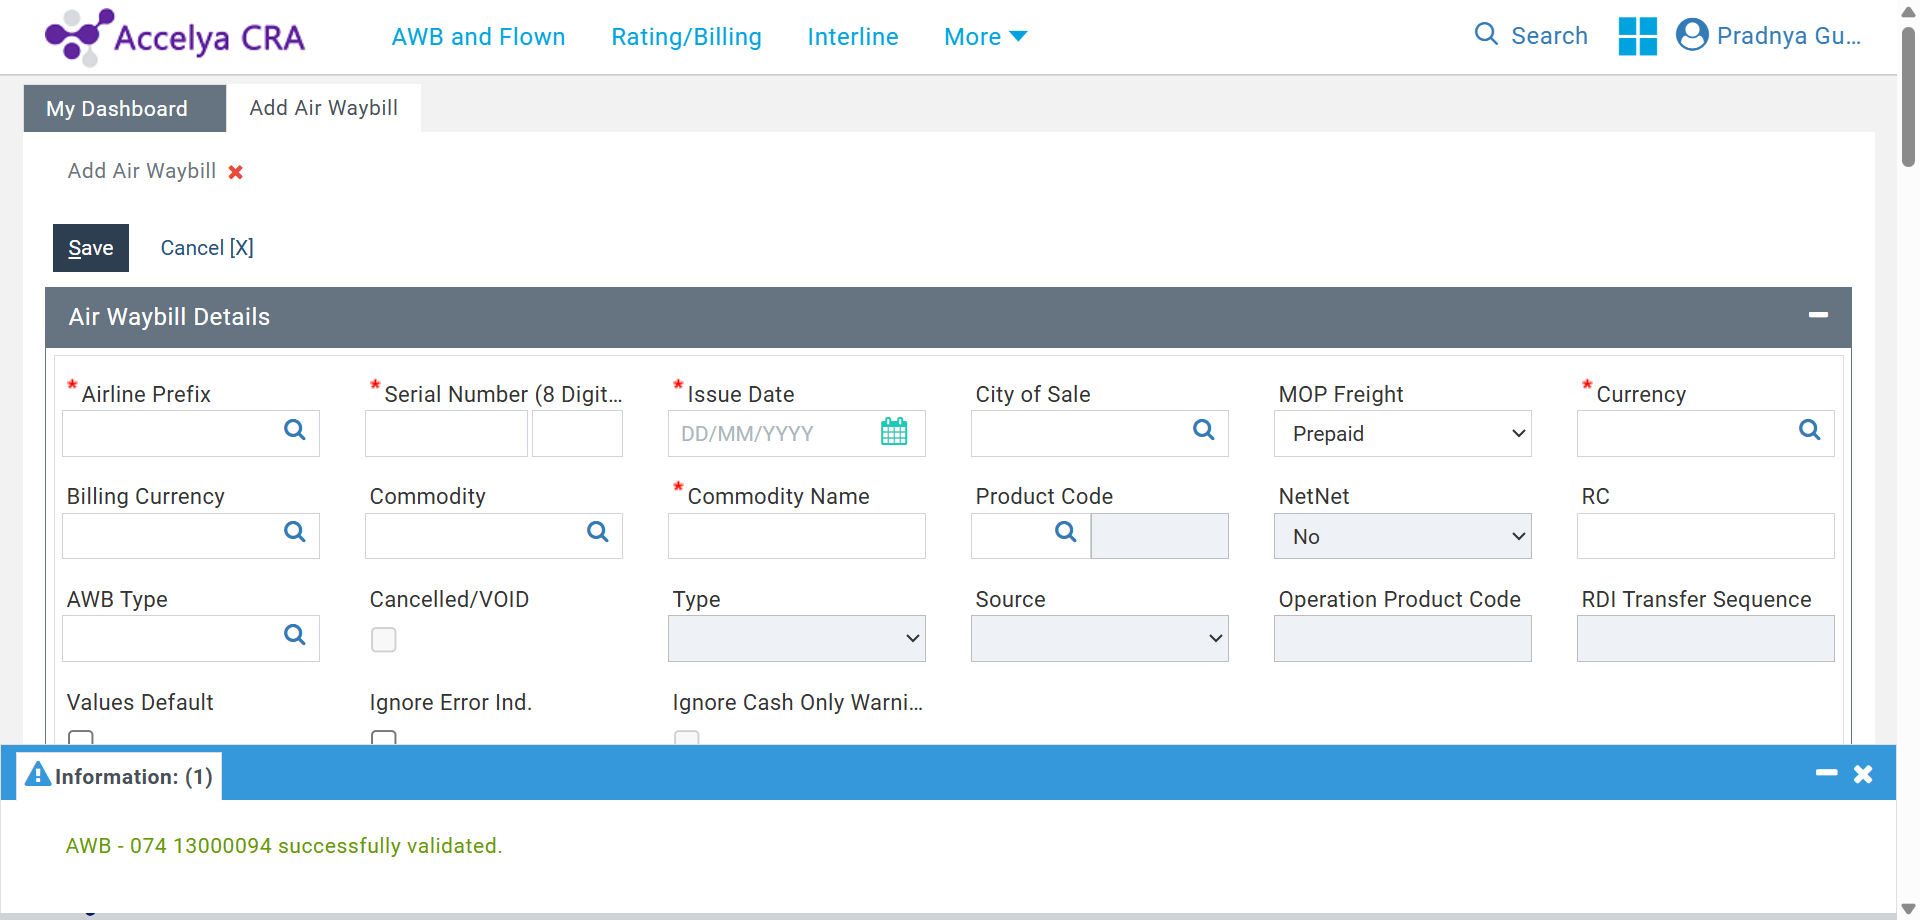 Accelya CRA
AWB and Flown Rating/Billing Interline More
Search
Pradnya Gu...
My Dashboard
Add Air Waybill
Add Air Waybill
Save
Cancel [X]
Air Waybill Details
* Airline Prefix
* Serial Number (8 Digit...
* Issue Date
City of Sale
MOP Freight
* Currency
DD/MM/YYYY
Prepaid
Billing Currency
Commodity
* Commodity Name
Product Code
NetNet
RC
No
AWB Type
Cancelled/VOID
Type
Source
Operation Product Code
RDI Transfer Sequence
Values Default
Ignore Error Ind.
Ignore Cash Only Warni...
Information: (1)
AWB - 074 13000094 successfully validated.